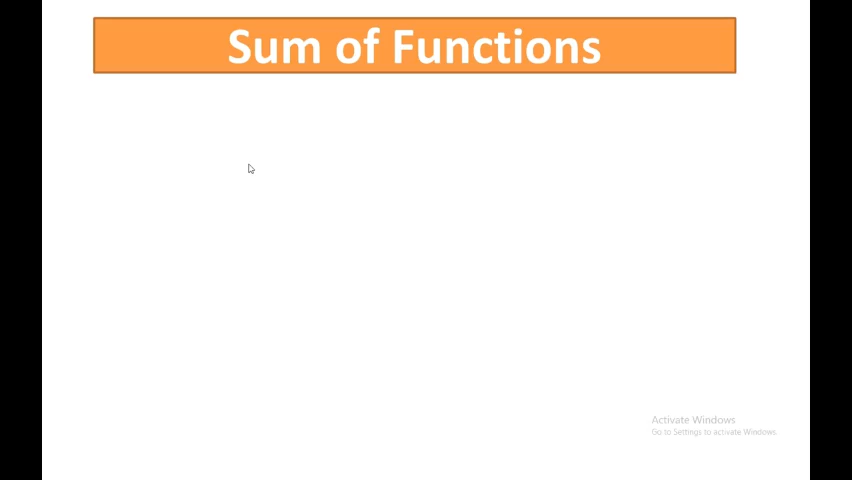 Sum of Functions
Activate Windows
Go to Settings to activate Windows.